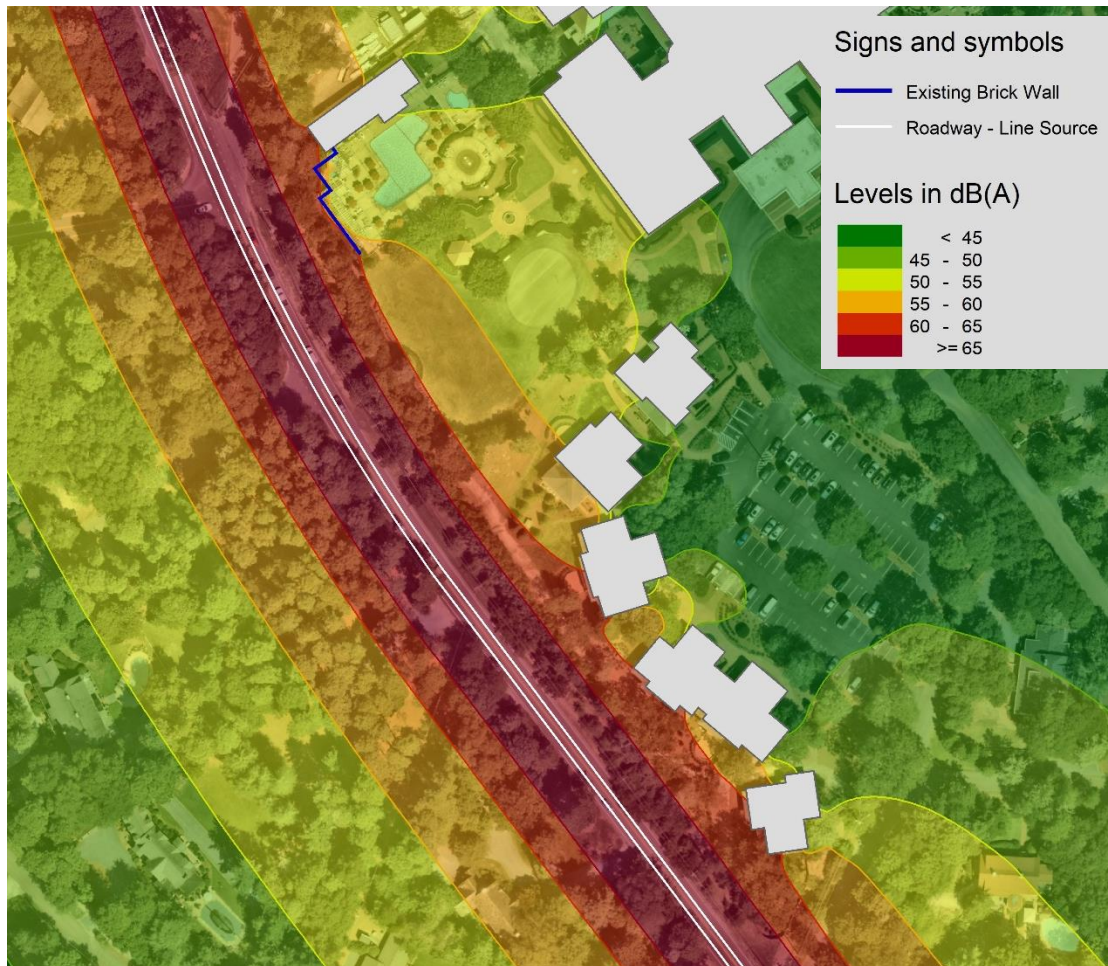 Signs and symbols
Existing Brick Wall
Roadway - Line Source
Levels in dB(A)
< 45
45 - 50
50 - 55
55 - 60
60 - 65
>= 65